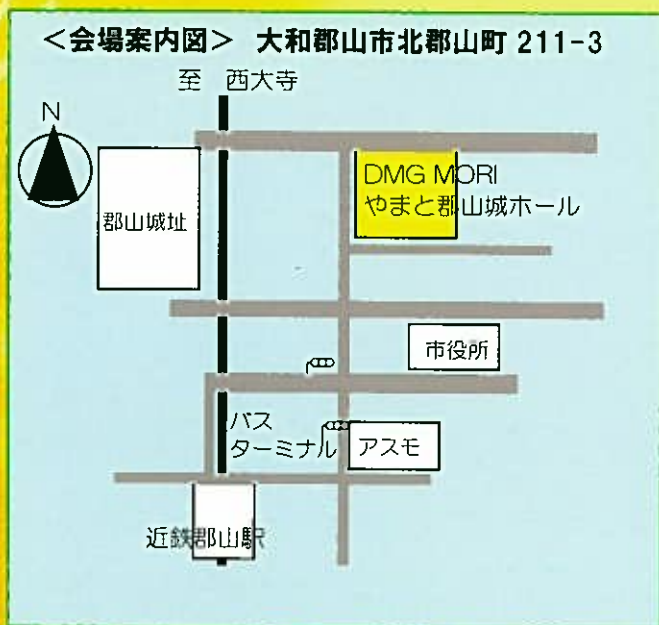 <会場案内図> 大和郡山市北郡山町 211-3
至 西大寺
N
DMG MORI
やまと郡山城ホール
郡山城址
市役所
バス
ターミナル
アスモ
近鉄郡山駅